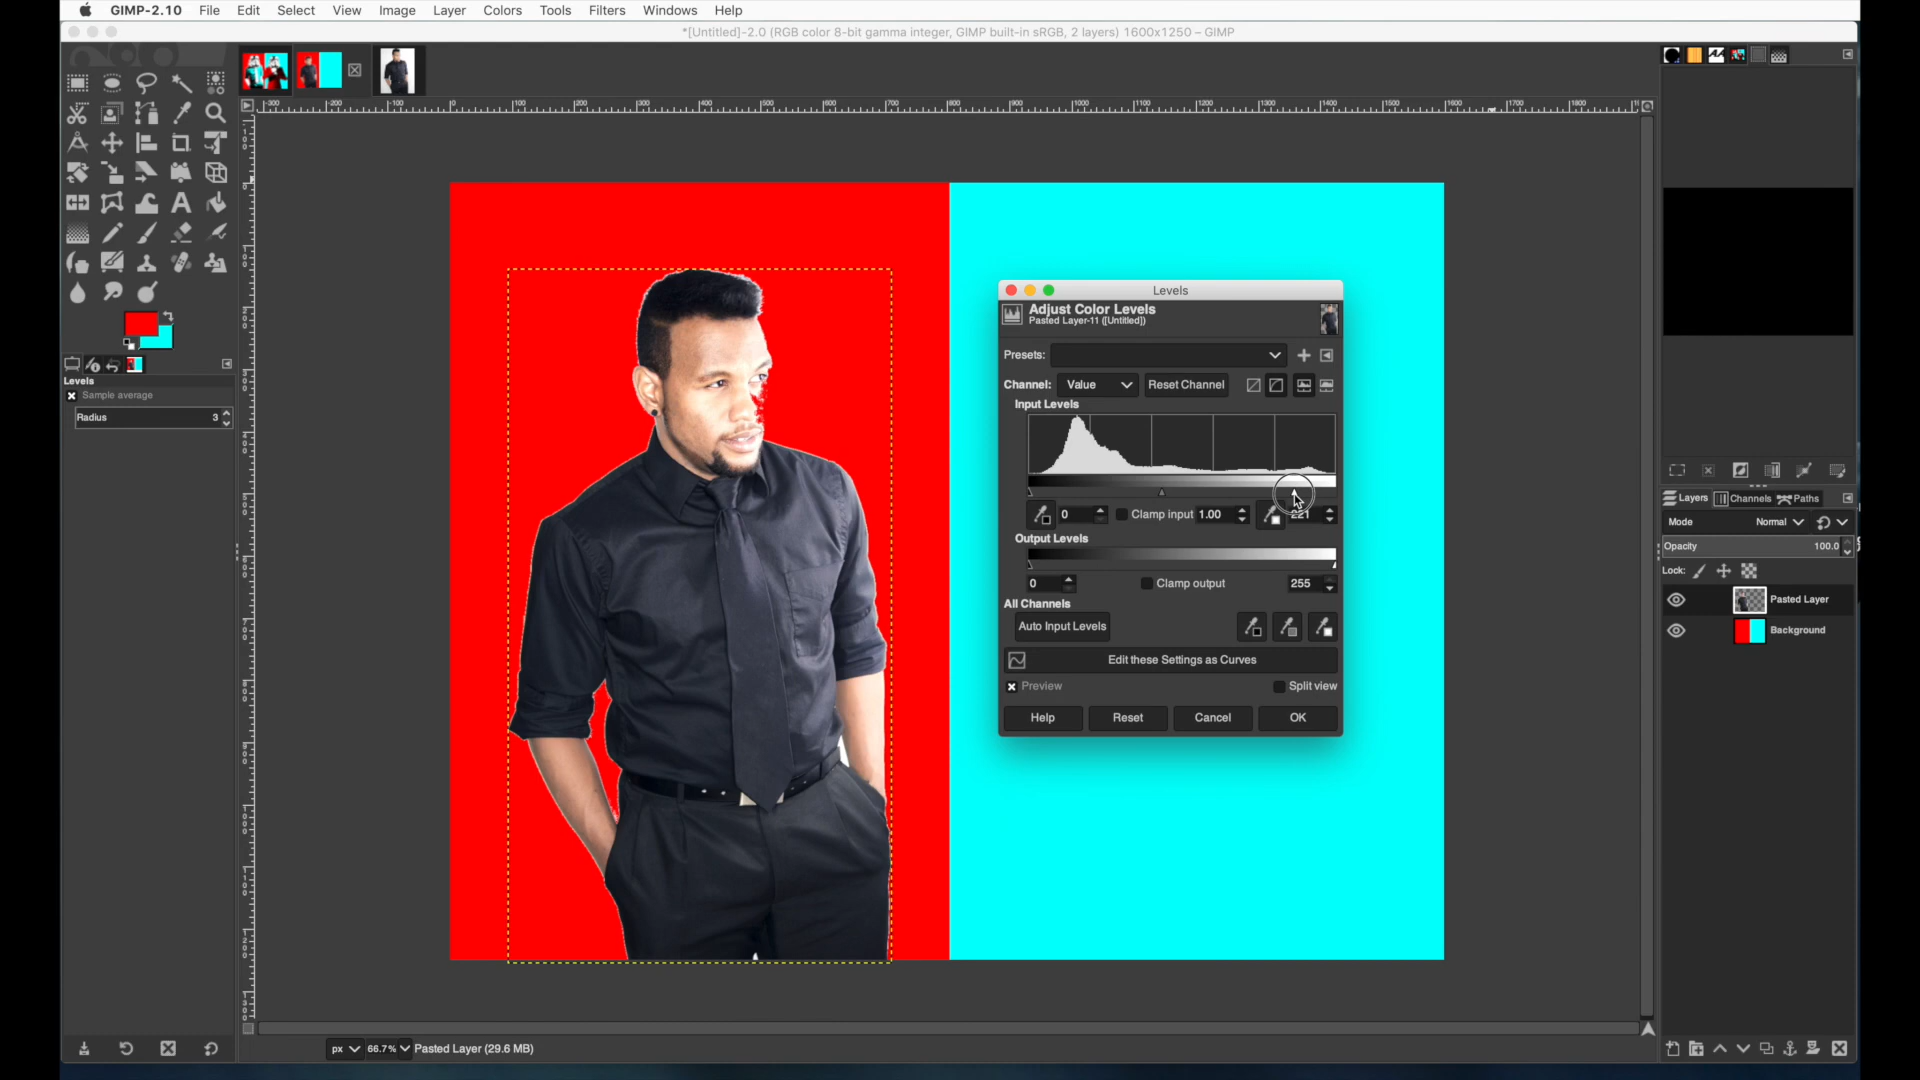 GIMP-2.10 File Edit Select View Image Layer Colors Tools Filters Windows Help
*[Untitled]-2.0 (RGB color 8-bit gamma integer, GIMP built-in sRGB, 2 layers) 1600x1250 – GIMP
Levels
Sample average
Radius 3
Levels
Adjust Color Levels
Pasted Layer-11 ([Untitled])
Presets:
Channel: Value Reset Channel
Input Levels
0 Clamp input 1.00 221
Output Levels
0 Clamp output 255
All Channels
Auto Input Levels
Edit these Settings as Curves
Preview Split view
Help Reset Cancel OK
Layers Channels Paths
Mode Normal
Opacity 100.0
Lock:
Pasted Layer
Background
px 66.7% Pasted Layer (29.6 MB)